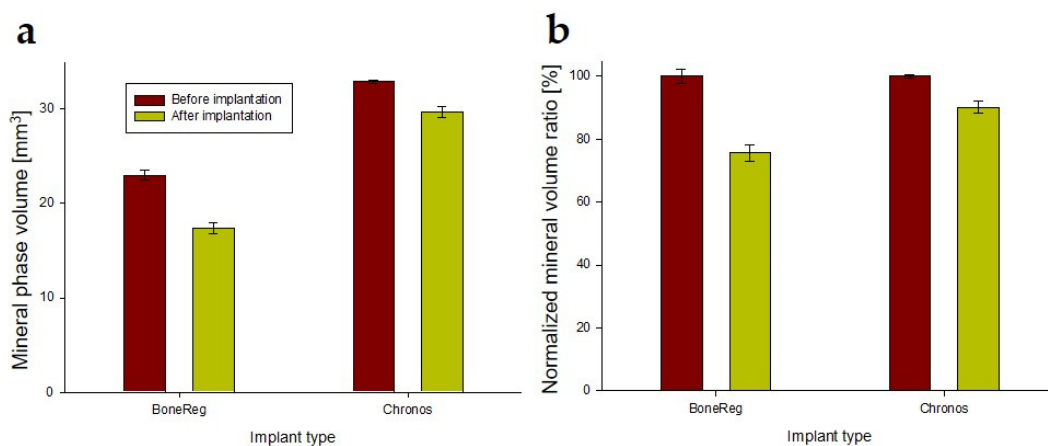 a
Mineral phase volume [mm³]
30
20
10
0
Before implantation
After implantation
BoneReg Chronos
Implant type
b
Normalized mineral volume ratio [%]
100
80
60
40
20
0
BoneReg Chronos
Implant type